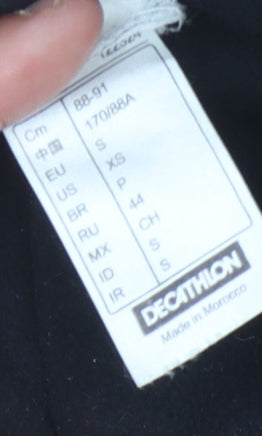 122024
Cm 88-91
中国 170/88A
EU S
US XS
BR P
RU 44
MX CH
ID S
IR S
DECATHLON
Made in Morocco